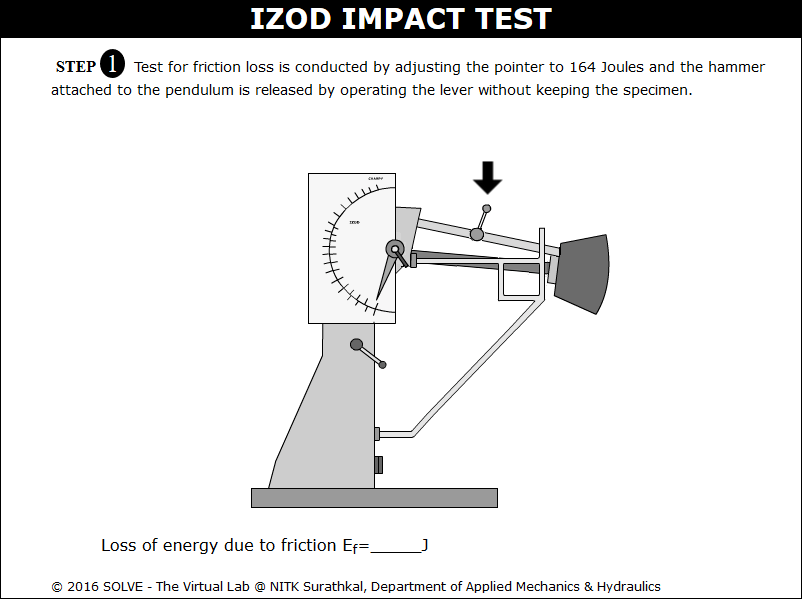 IZOD IMPACT TEST
STEP 1 Test for friction loss is conducted by adjusting the pointer to 164 Joules and the hammer
attached to the pendulum is released by operating the lever without keeping the specimen.
CHARPY
IZOD
Loss of energy due to friction Ef=_____J
© 2016 SOLVE - The Virtual Lab @ NITK Surathkal, Department of Applied Mechanics & Hydraulics